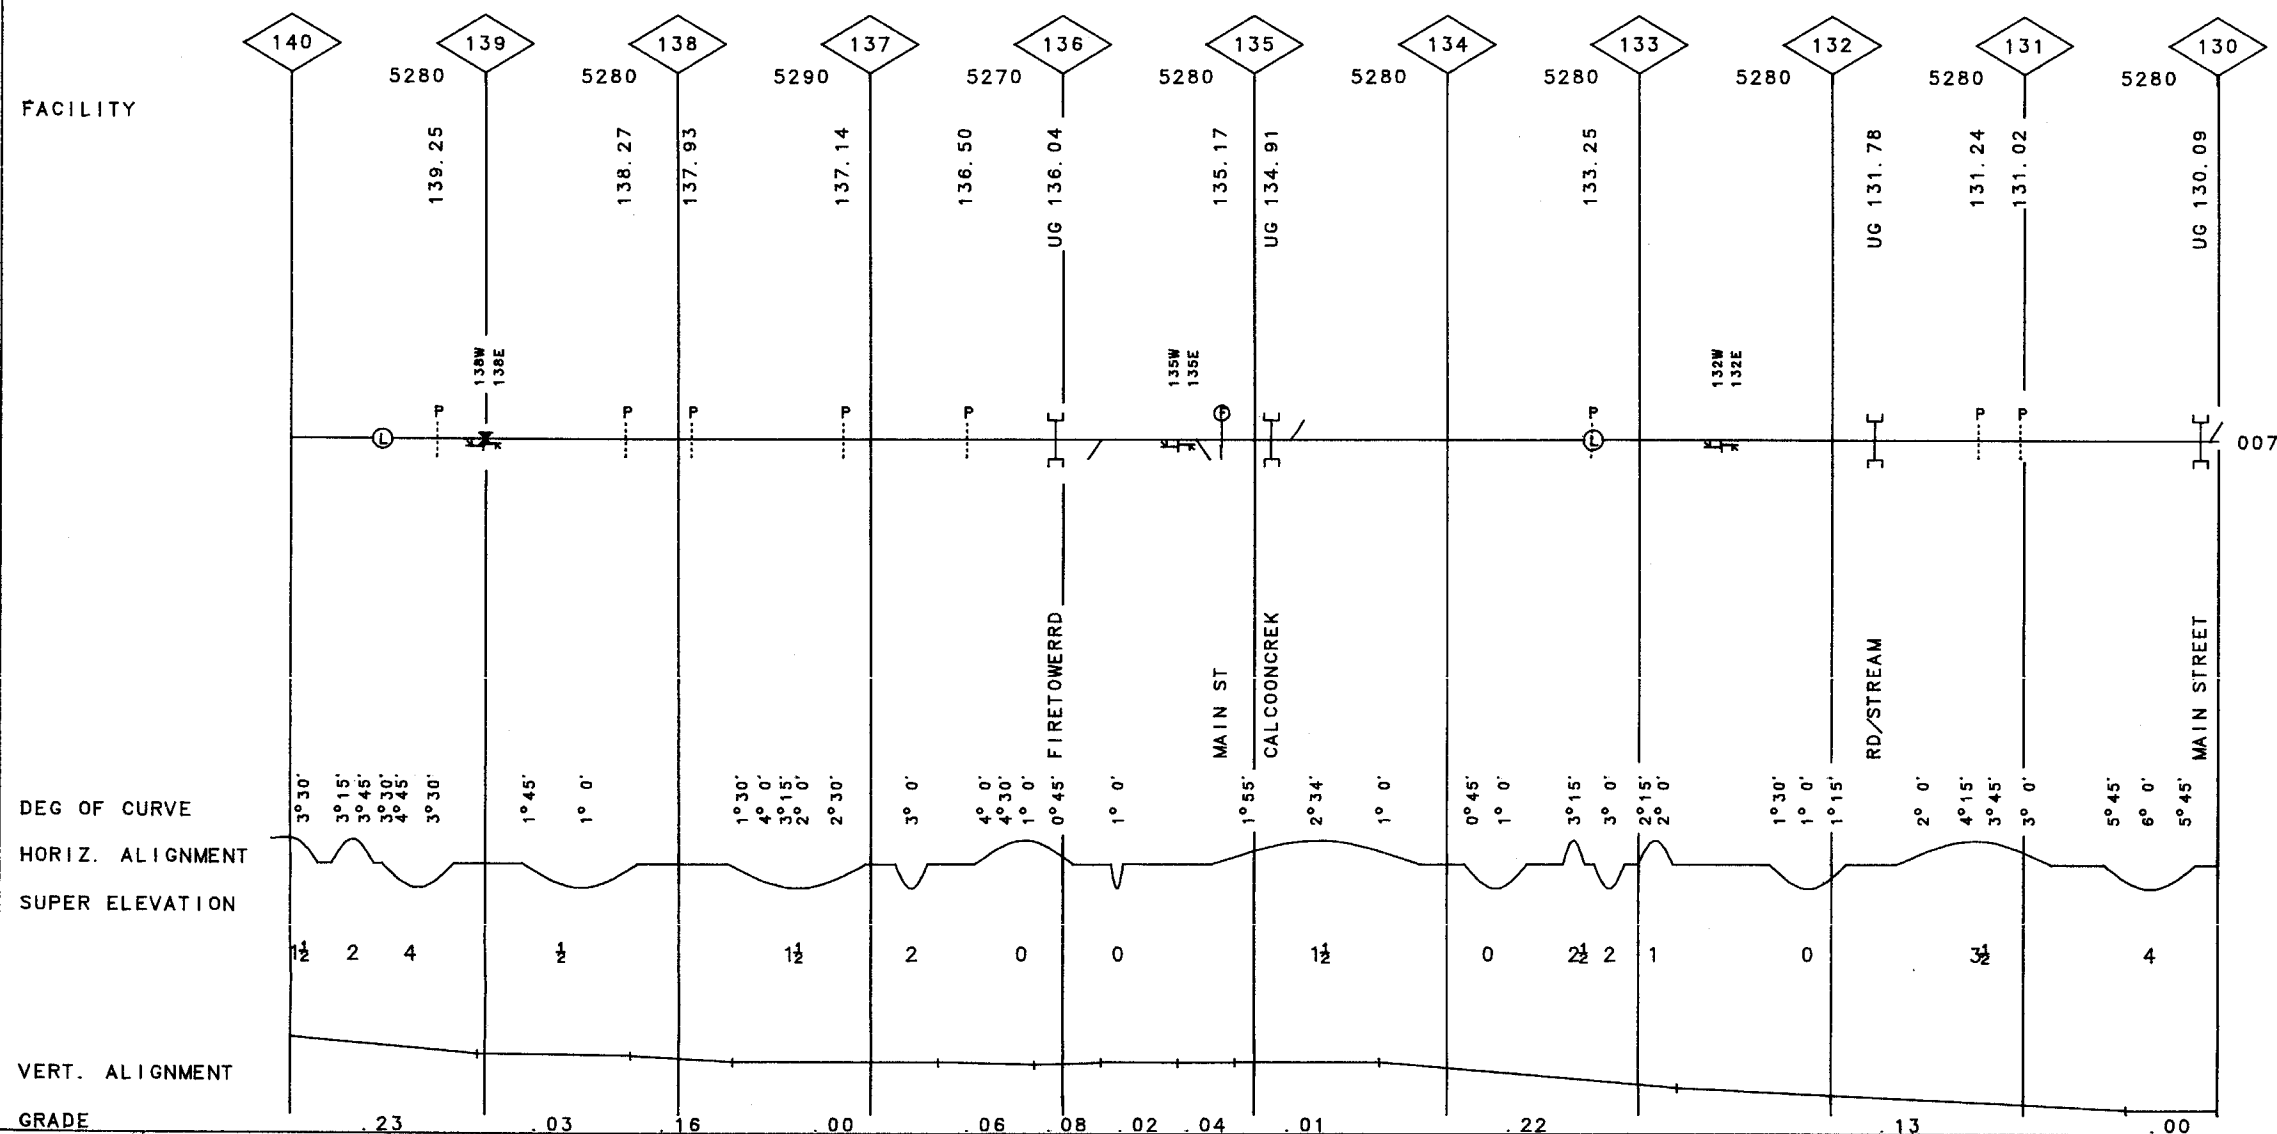 140 139 138 137 136 135 134 133 132 131 130
5280 5280 5290 5270 5280 5280 5280 5280 5280 5280
FACILITY
139.25 138.27 137.93 137.14 136.50 UG 136.04 135.17 UG 134.91 133.25 UG 131.78 131.24 131.02 UG 130.09
138W 138E 135W 135E 132W 132E
P P P P P F P P P
L L
007
FIRETOWERRD MAIN ST CALCOONCREK RD/STREAM MAIN STREET
DEG OF CURVE
3°30' 3°15' 3°45' 3°30' 4°45' 3°30' 1°45' 1° 0' 1°30' 4° 0' 3°15' 2° 0' 2°30' 3° 0' 4° 0' 4°30' 1° 0' 0°45' 1° 0' 1°55' 2°34' 1° 0' 0°45' 1° 0' 3°15' 3° 0' 2°15' 2° 0' 1°30' 1° 0' 1°15' 2° 0' 4°15' 3°45' 3° 0' 5°45' 6° 0' 5°45'
HORIZ. ALIGNMENT
SUPER ELEVATION
1½ 2 4 ½ 1½ 2 0 0 1½ 0 2½ 2 1 0 3½ 4
VERT. ALIGNMENT
GRADE .23 .03 .16 .00 .06 .08 .02 .04 .01 .22 .13 .00